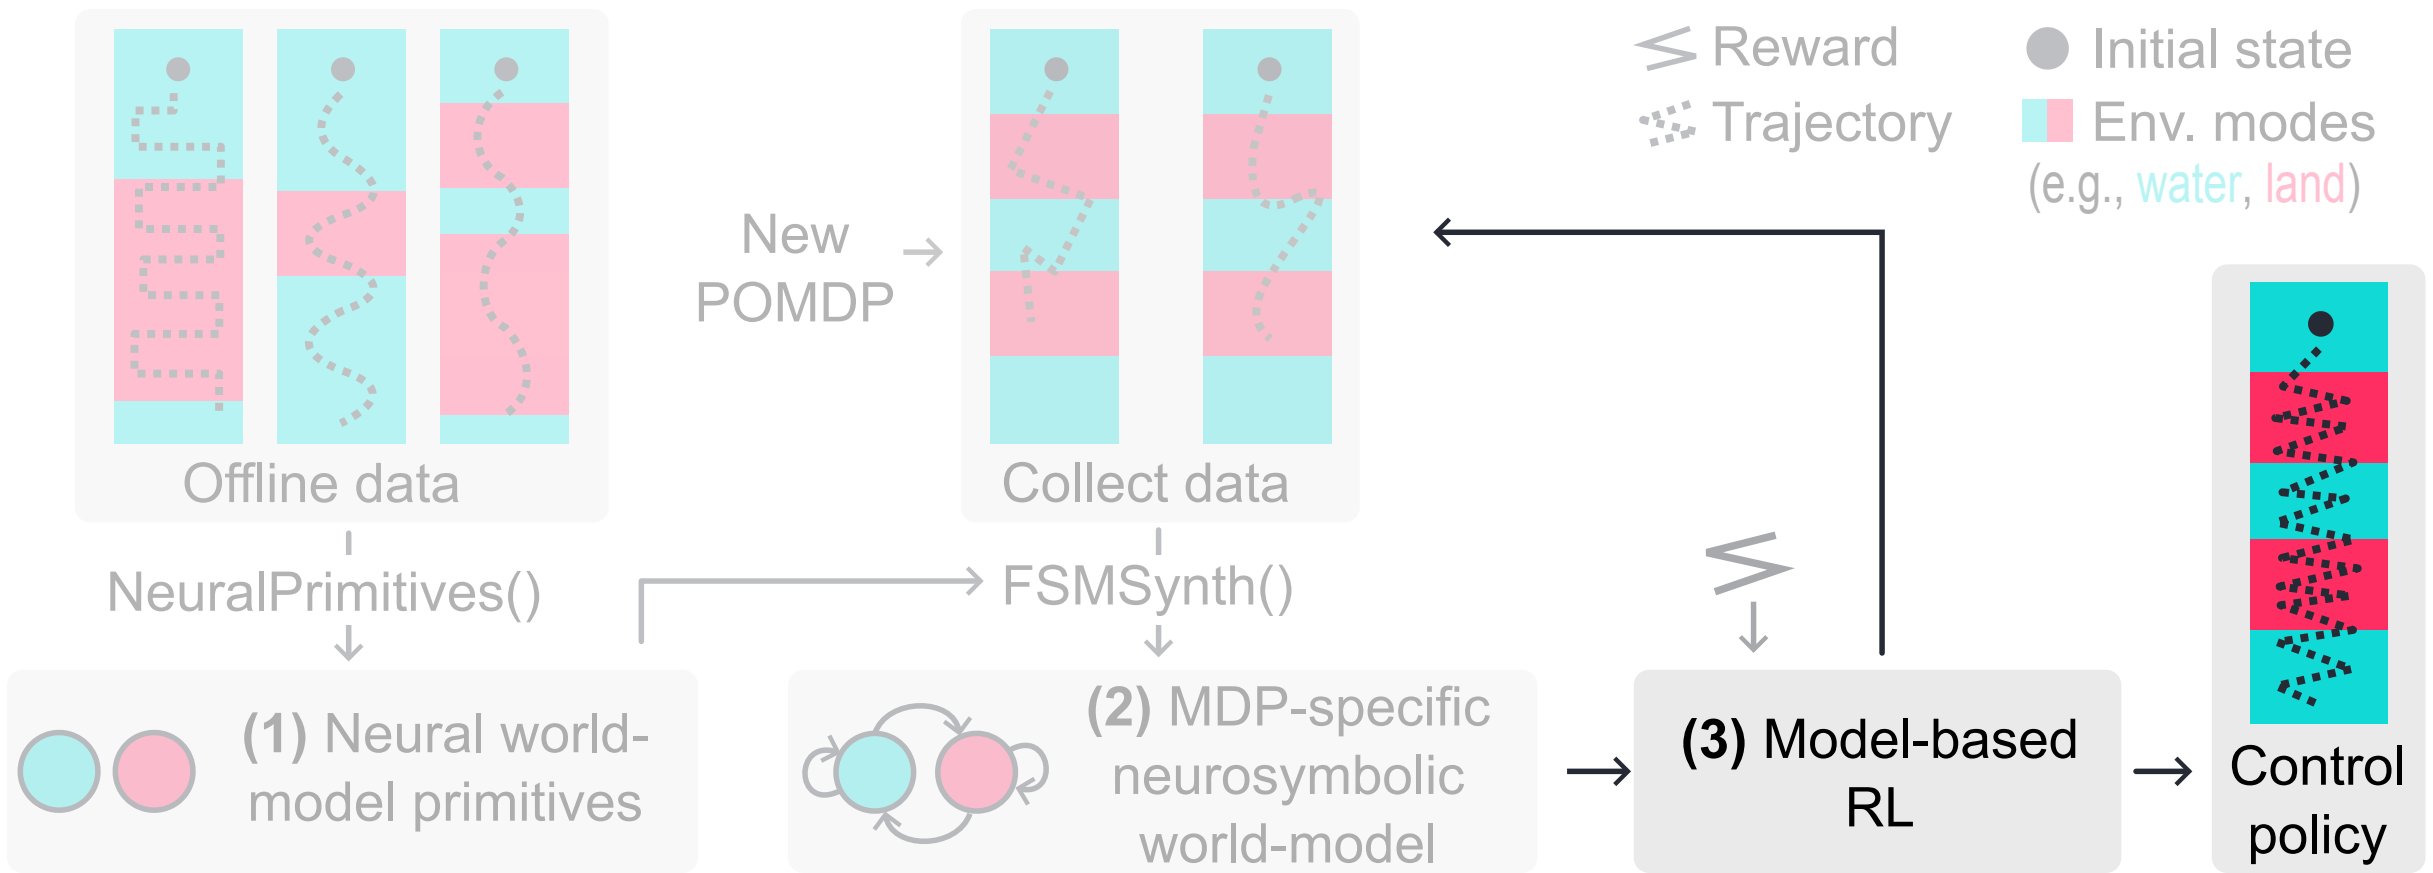 Reward
Initial state
Trajectory
Env. modes
(e.g., water, land)
New
POMDP
Offline data
Collect data
NeuralPrimitives()
FSMSynth()
(1) Neural world-
model primitives
(2) MDP-specific
neurosymbolic
world-model
(3) Model-based
RL
Control
policy